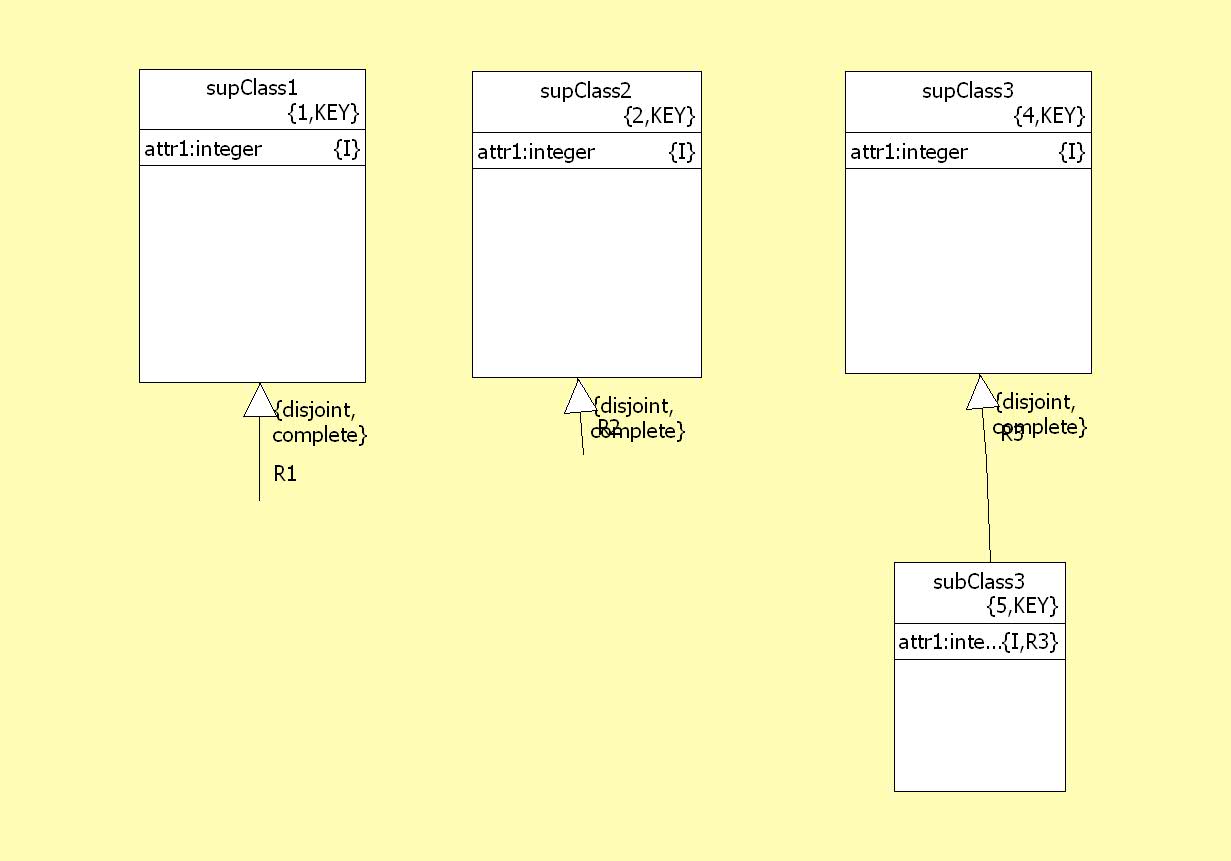 supClass1
{1,KEY}
attr1:integer {I}
{disjoint,
complete}
R1
supClass2
{2,KEY}
attr1:integer {I}
{disjoint,
complete}
R2
supClass3
{4,KEY}
attr1:integer {I}
{disjoint,
complete}
R3
subClass3
{5,KEY}
attr1:inte...{I,R3}